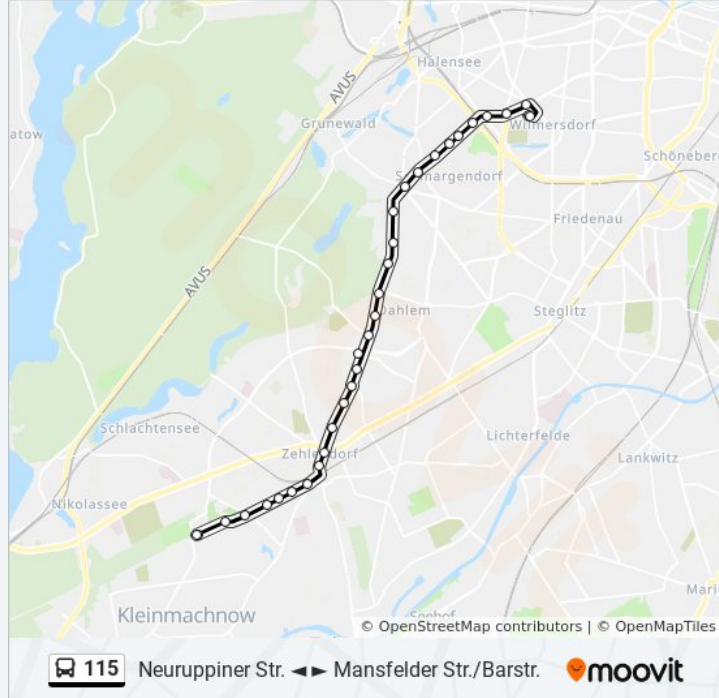 Halensee
AVUS
Grunewald
atow
Wilmersdorf
Schöneberg
Schmargendorf
Friedenau
AVUS
Dahlem
Steglitz
Schlachtensee
Lichterfelde
Zehlendorf
Lankwitz
Nikolassee
Mari
Kleinmachnow
Seehof
© OpenStreetMap contributors | © OpenMapTiles
115 Neuruppiner Str. ◄► Mansfelder Str./Barstr. moovit